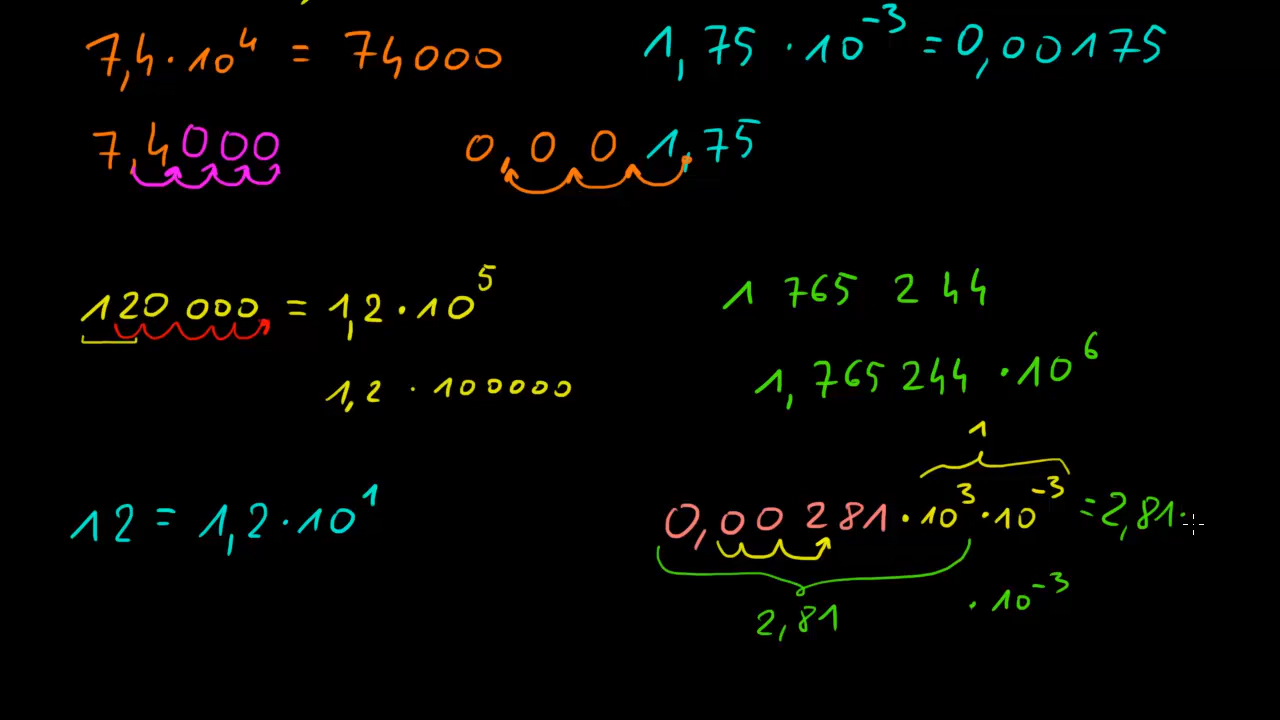 7,4·10⁴ = 74000
1,75·10⁻³ = 0,00175
7,4000
0,001,75
120 000 = 1,2·10⁵
1,2·100000
1 765 244
1,765 244·10⁶
12 = 1,2·10¹
1
0,00281·10³·10⁻³ = 2,81·
2,81 ·10⁻³